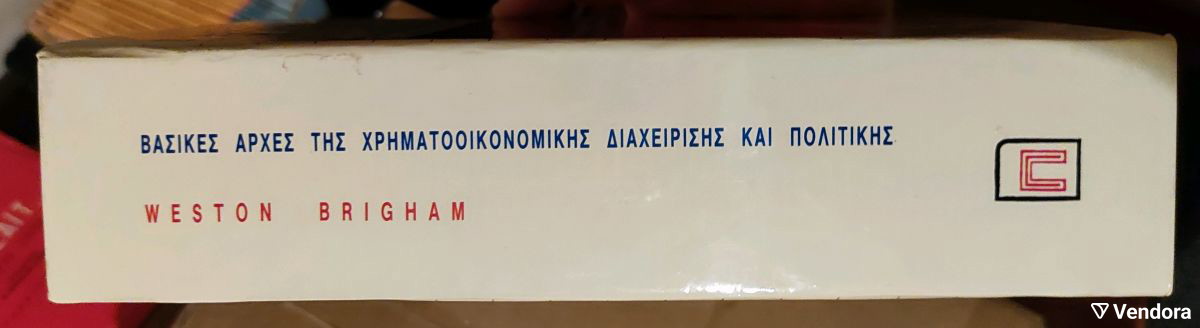 ΒΑΣΙΚΕΣ ΑΡΧΕΣ ΤΗΣ ΧΡΗΜΑΤΟΟΙΚΟΝΟΜΙΚΗΣ ΔΙΑΧΕΙΡΙΣΗΣ ΚΑΙ ΠΟΛΙΤΙΚΗΣ
WESTON BRIGHAM
Vendora